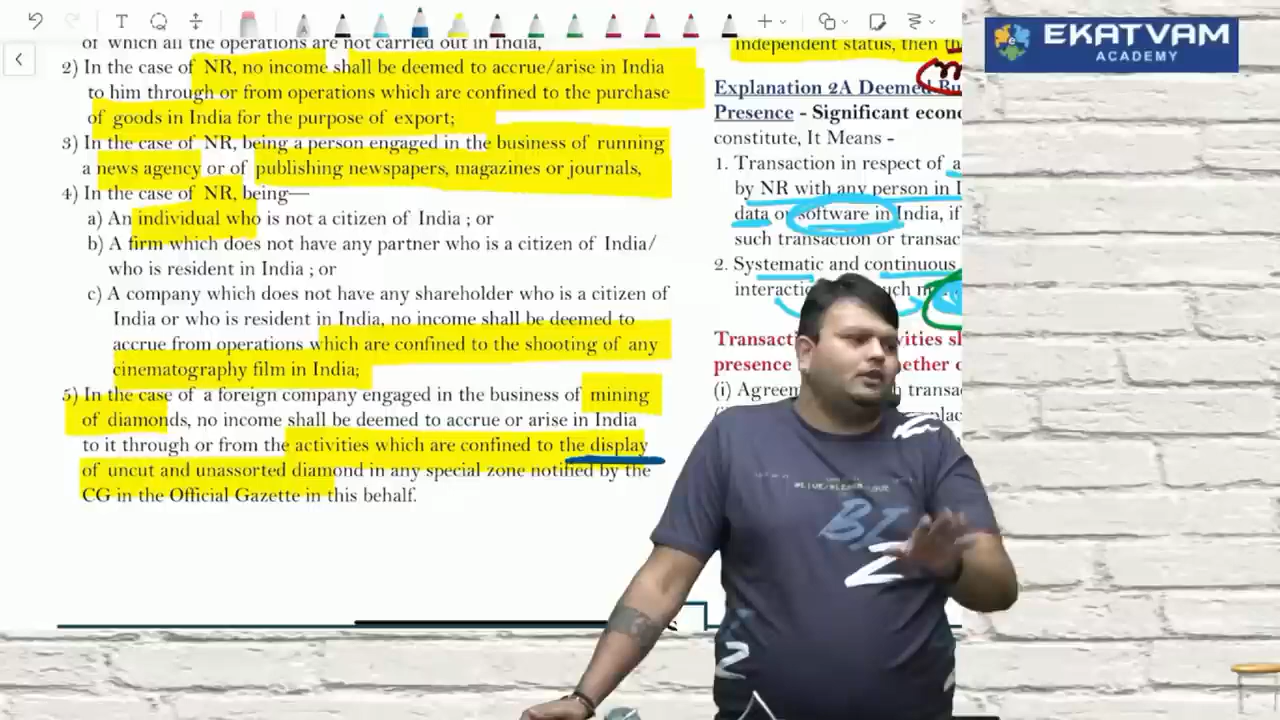 of which all the operations are not carried out in India,
2) In the case of NR, no income shall be deemed to accrue/arise in India
to him through or from operations which are confined to the purchase
of goods in India for the purpose of export;
3) In the case of NR, being a person engaged in the business of running
a news agency or of publishing newspapers, magazines or journals,
4) In the case of NR, being—
a) An individual who is not a citizen of India ; or
b) A firm which does not have any partner who is a citizen of India/
who is resident in India ; or
c) A company which does not have any shareholder who is a citizen of
India or who is resident in India, no income shall be deemed to
accrue from operations which are confined to the shooting of any
cinematography film in India;
5) In the case of a foreign company engaged in the business of mining
of diamonds, no income shall be deemed to accrue or arise in India
to it through or from the activities which are confined to the display
of uncut and unassorted diamond in any special zone notified by the
CG in the Official Gazette in this behalf.
independent status, then
Explanation 2A Deemed
Presence - Significant
constitute, It Means -
1. Transaction in respect of
by NR with any person in
data or software in India, if
such transaction or
2. Systematic and continuous
(i)
EKATVAM
ACADEMY